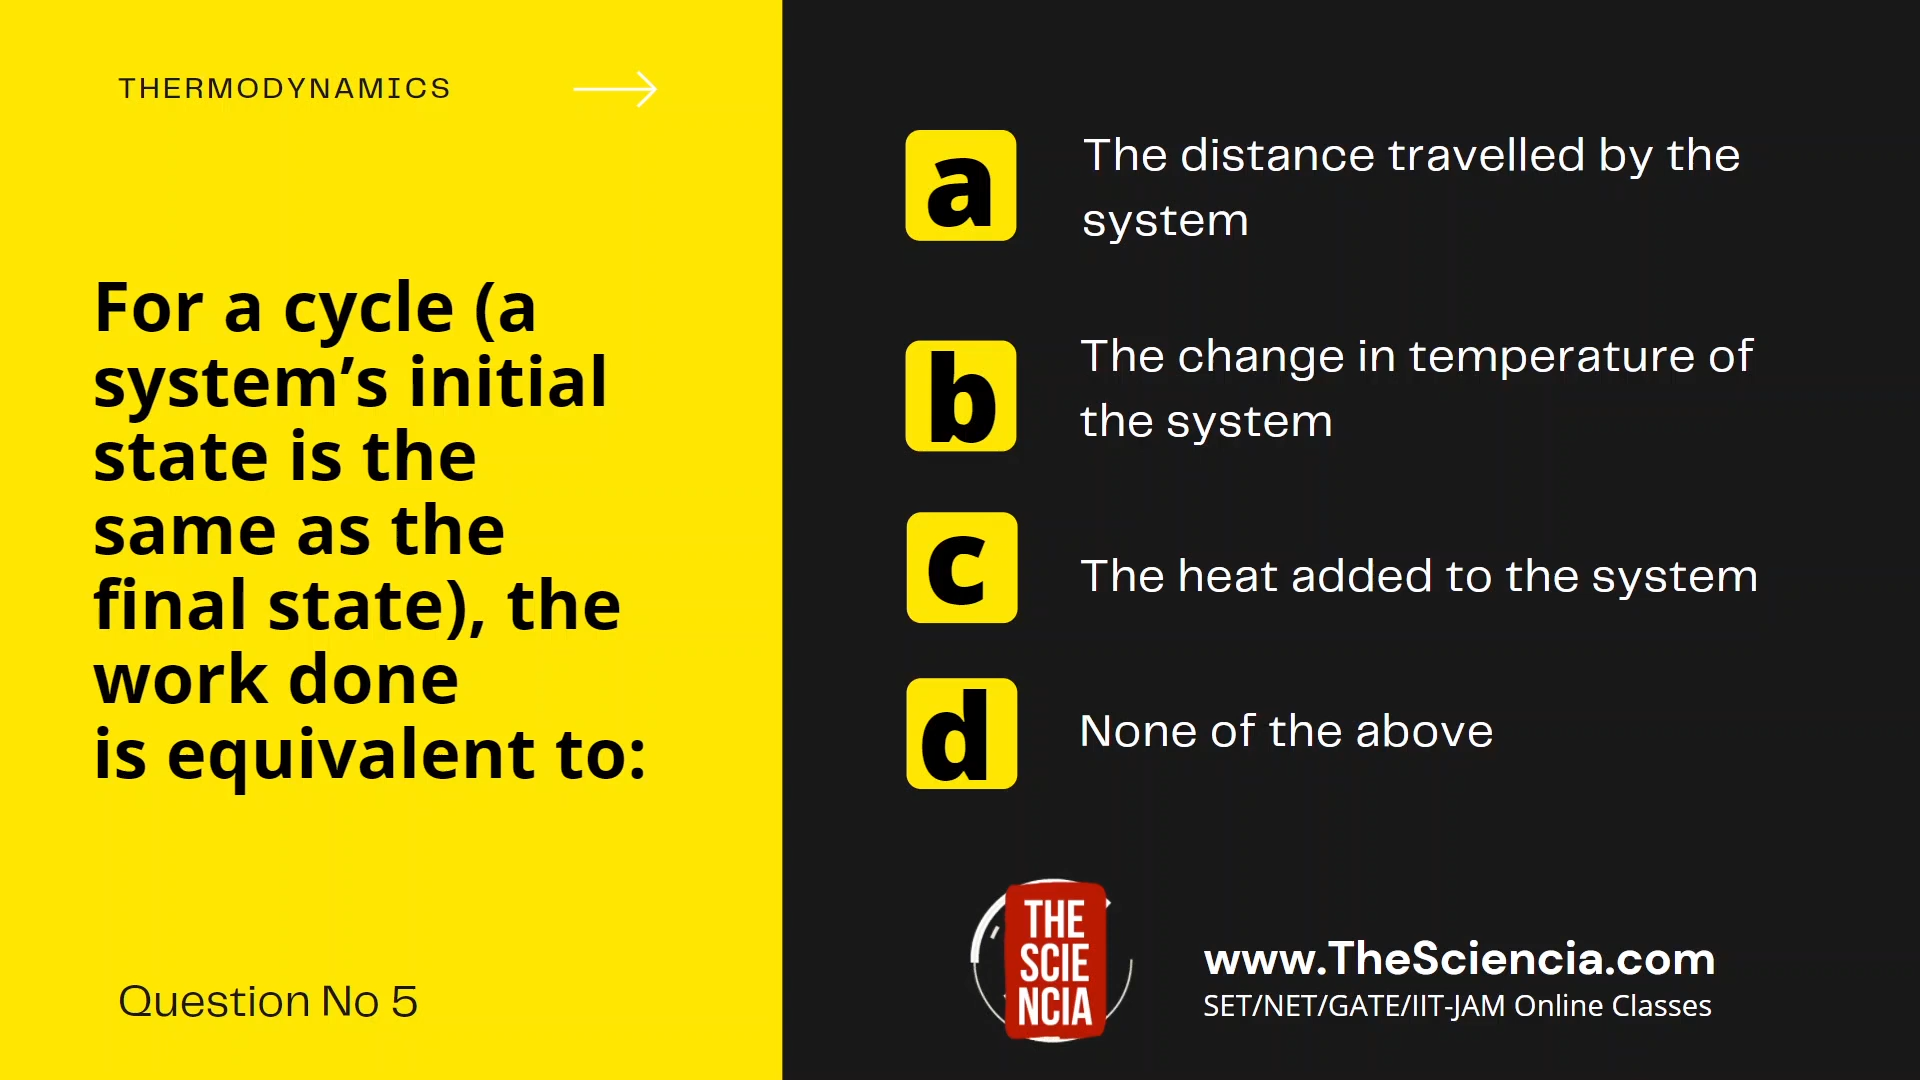 THERMODYNAMICS
For a cycle (a
system’s initial
state is the
same as the
final state), the
work done
is equivalent to:
Question No 5
a
The distance travelled by the
system
b
The change in temperature of
the system
c
The heat added to the system
d
None of the above
THE
SCIE
NCIA
www.TheSciencia.com
SET/NET/GATE/IIT-JAM Online Classes